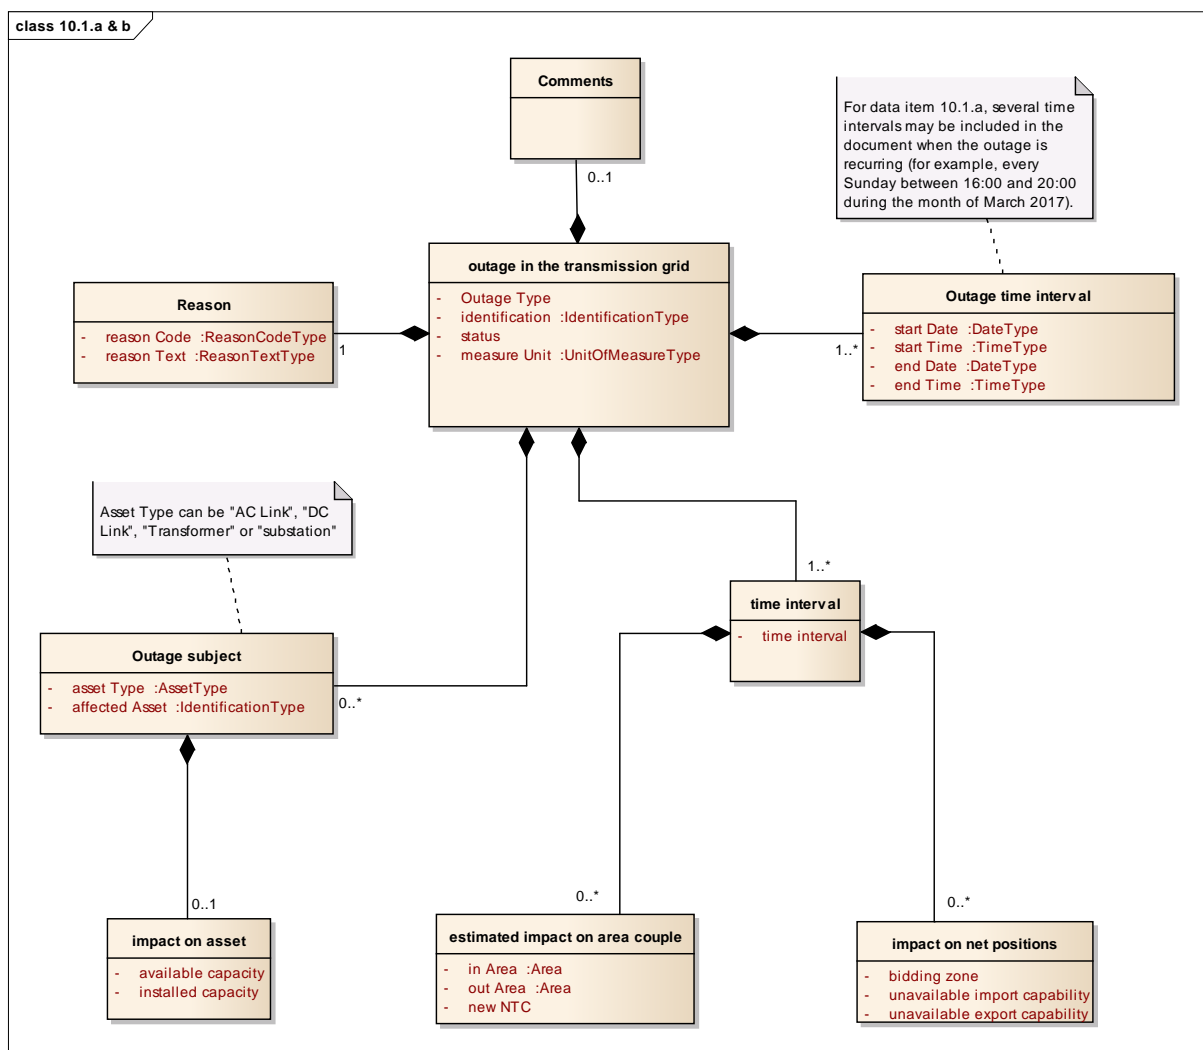 class 10.1.a & b
Comments
For data item 10.1.a, several time
intervals may be included in the
document when the outage is
recurring (for example, every
Sunday between 16:00 and 20:00
during the month of March 2017).
0..1
outage in the transmission grid
- Outage Type
- identification :IdentificationType
- status
- measure Unit :UnitOfMeasureType
Reason
- reason Code :ReasonCodeType
- reason Text :ReasonTextType
1
Outage time interval
- start Date :DateType
- start Time :TimeType
- end Date :DateType
- end Time :TimeType
1..*
Asset Type can be "AC Link", "DC
Link", "Transformer" or "substation"
1..*
time interval
- time interval
Outage subject
- asset Type :AssetType
- affected Asset :IdentificationType
0..*
0..1
impact on asset
- available capacity
- installed capacity
0..*
estimated impact on area couple
- in Area :Area
- out Area :Area
- new NTC
0..*
impact on net positions
- bidding zone
- unavailable import capability
- unavailable export capability